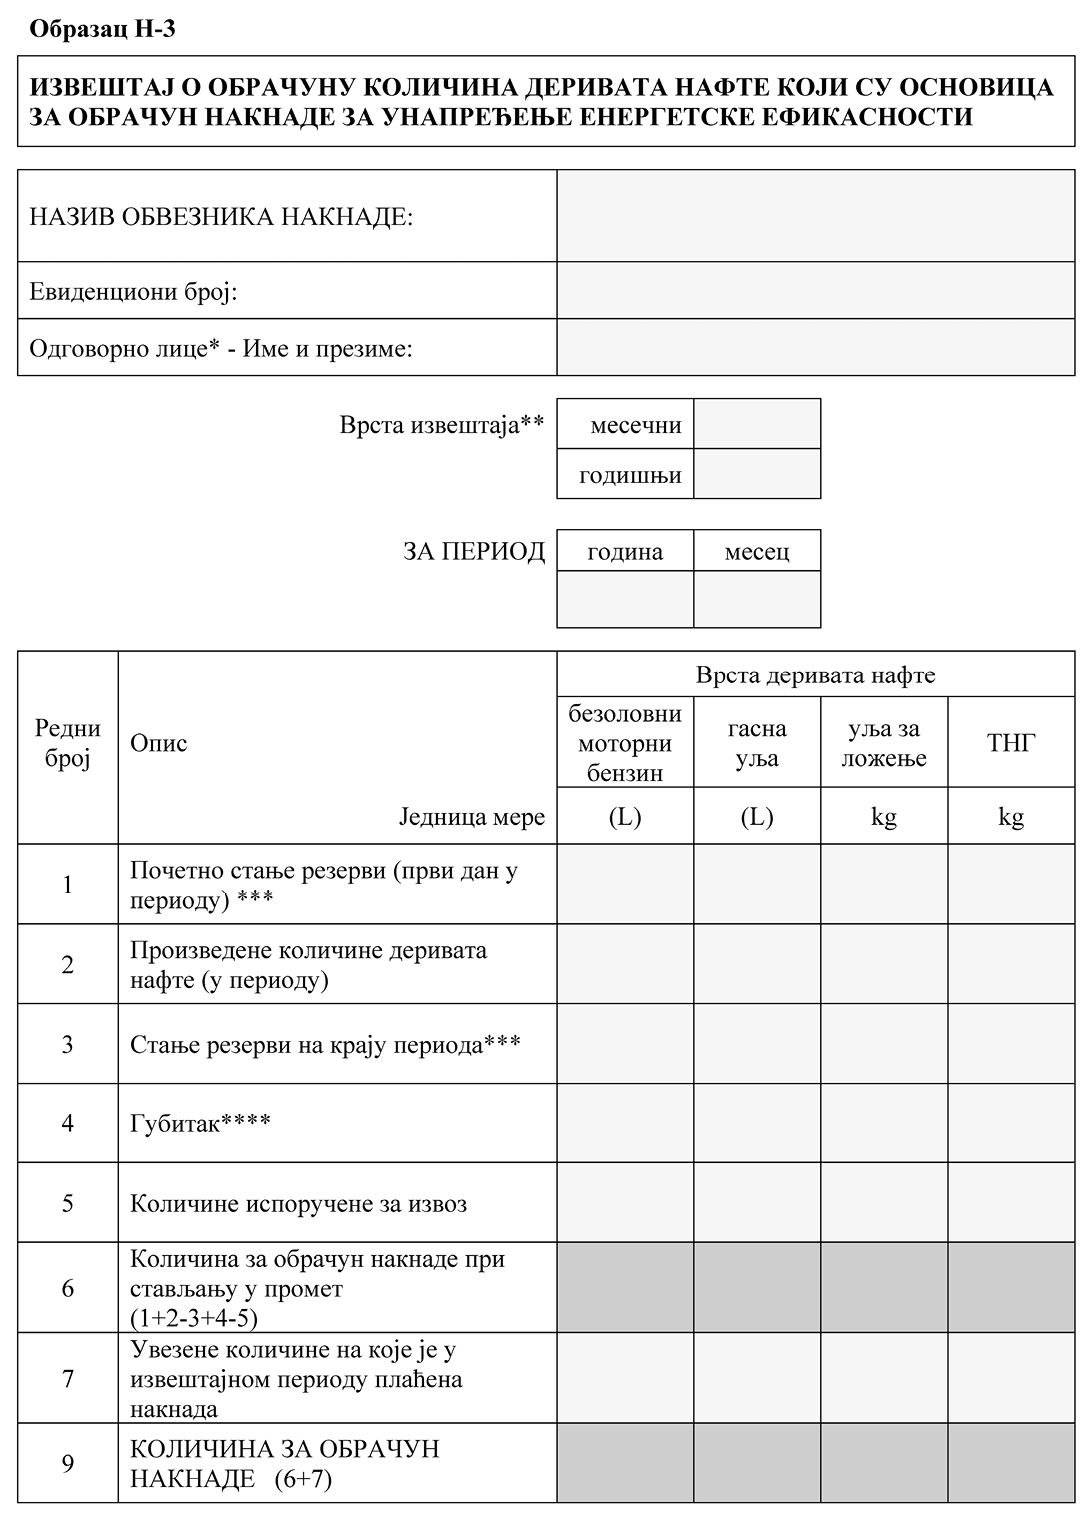 Образац Н-3
ИЗВЕШТАЈ О ОБРАЧУНУ КОЛИЧИНА ДЕРИВАТА НАФТЕ КОЈИ СУ ОСНОВИЦА
ЗА ОБРАЧУН НАКНАДЕ ЗА УНАПРЕЂЕЊЕ ЕНЕРГЕТСКЕ ЕФИКАСНОСТИ
НАЗИВ ОБВЕЗНИКА НАКНАДЕ:
Евиденциони број:
Одговорно лице* - Име и презиме:
Врста извештаја**
месечни
годишњи
ЗА ПЕРИОД
година
месец
Редни
број
Опис
Јединица мере
Врста деривата нафте
безоловни
моторни
бензин
гасна
уља
уља за
ложење
ТНГ
(L)
(L)
kg
kg
1
Почетно стање резерви (први дан у
периоду) ***
2
Произведене количине деривата
нафте (у периоду)
3
Стање резерви на крају периода***
4
Губитак****
5
Количине испоручене за извоз
6
Количина за обрачун накнаде при
стављању у промет
(1+2-3+4-5)
7
Увезене количине на које је у
извештајном периоду плаћена
накнада
9
КОЛИЧИНА ЗА ОБРАЧУН
НАКНАДЕ (6+7)